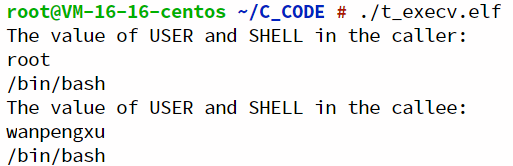 root@VM-16-16-centos ~/C_CODE # ./t_execv.elf
The value of USER and SHELL in the caller:
root
/bin/bash
The value of USER and SHELL in the callee:
wanpengxu
/bin/bash